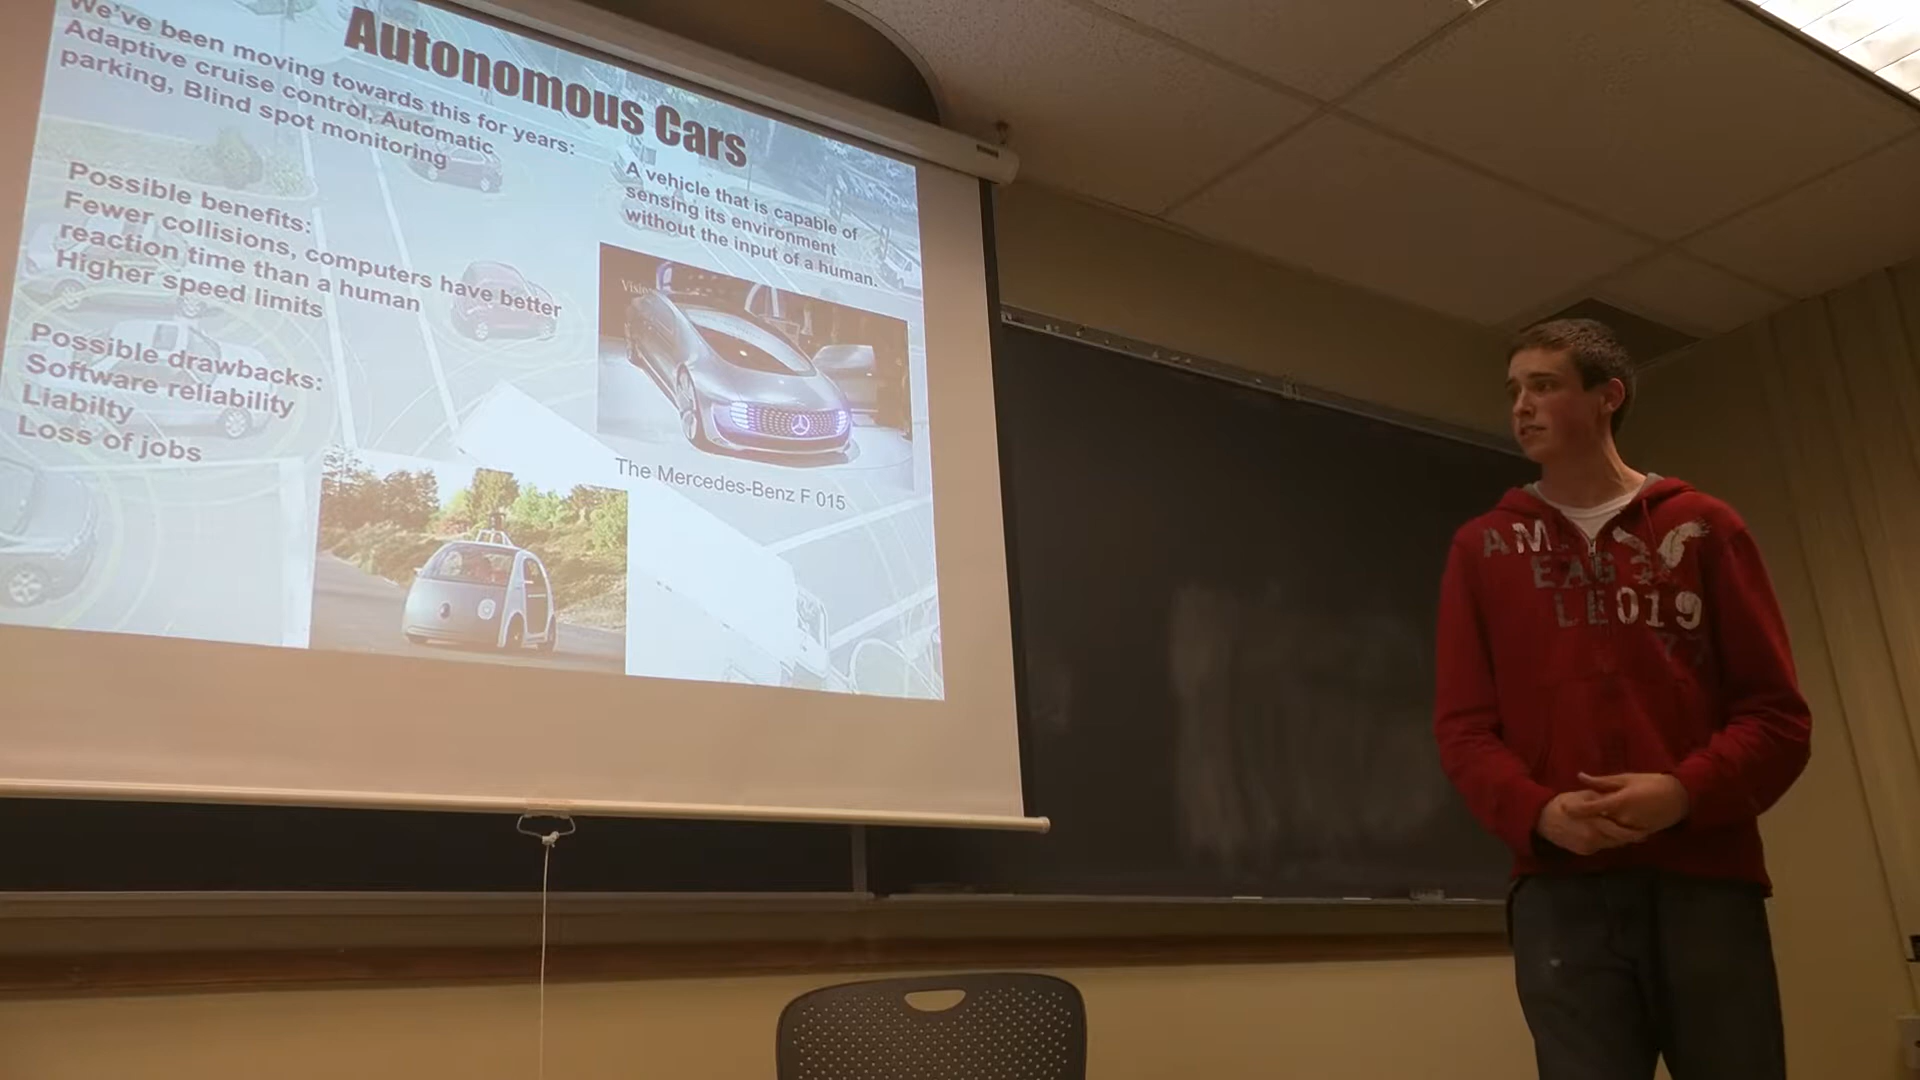 Autonomous Cars
We've been moving towards this for years:
Adaptive cruise control, Automatic
parking, Blind spot monitoring
Possible benefits:
Fewer collisions, computers have better
reaction time than a human
Higher speed limits
Possible drawbacks:
Software reliability
Liabilty
Loss of jobs
A vehicle that is capable of
sensing its environment
without the input of a human.
The Mercedes-Benz F 015
AM
EAG
LE019